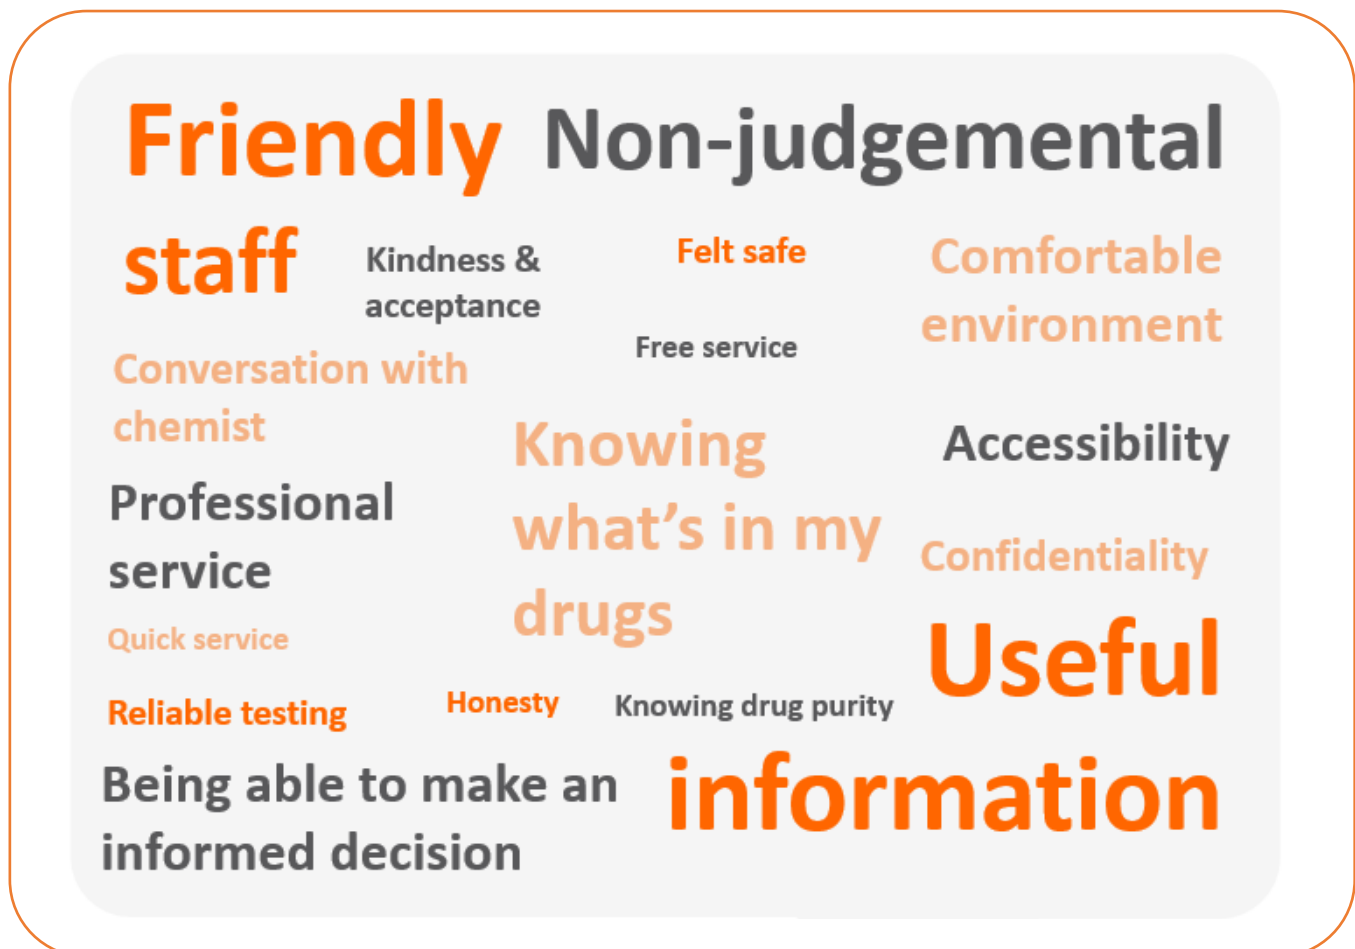 Friendly
staff
Non-judgemental
Kindness &
acceptance
Felt safe
Comfortable
environment
Free service
Conversation with
chemist
Knowing
what’s in my
drugs
Accessibility
Professional
service
Confidentiality
Quick service
Useful
information
Reliable testing
Honesty
Knowing drug purity
Being able to make an
informed decision